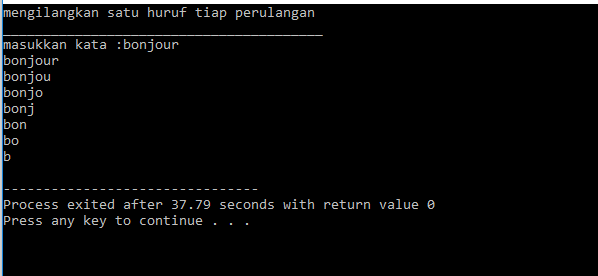 mengilangkan satu huruf tiap perulangan
________________________________________
masukkan kata :bonjour
bonjour
bonjou
bonjo
bonj
bon
bo
b
--------------------------------
Process exited after 37.79 seconds with return value 0
Press any key to continue . . .